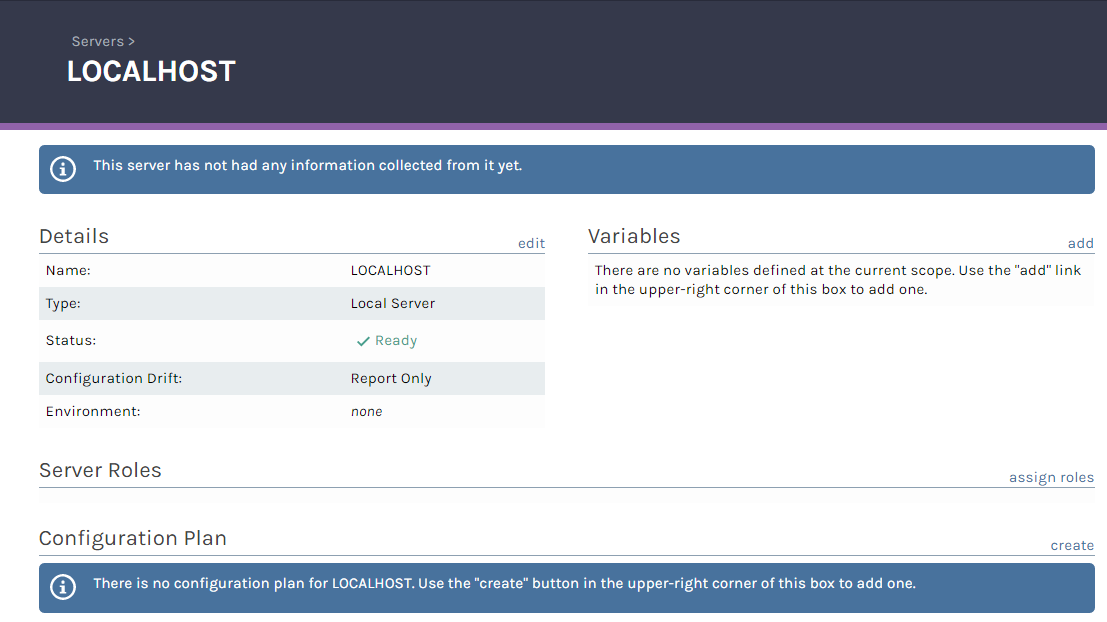 Servers >
LOCALHOST
This server has not had any information collected from it yet.
Details
edit
Name: LOCALHOST
Type: Local Server
Status: Ready
Configuration Drift: Report Only
Environment: none
Variables
add
There are no variables defined at the current scope. Use the "add" link
in the upper-right corner of this box to add one.
Server Roles
assign roles
Configuration Plan
create
There is no configuration plan for LOCALHOST. Use the "create" button in the upper-right corner of this box to add one.